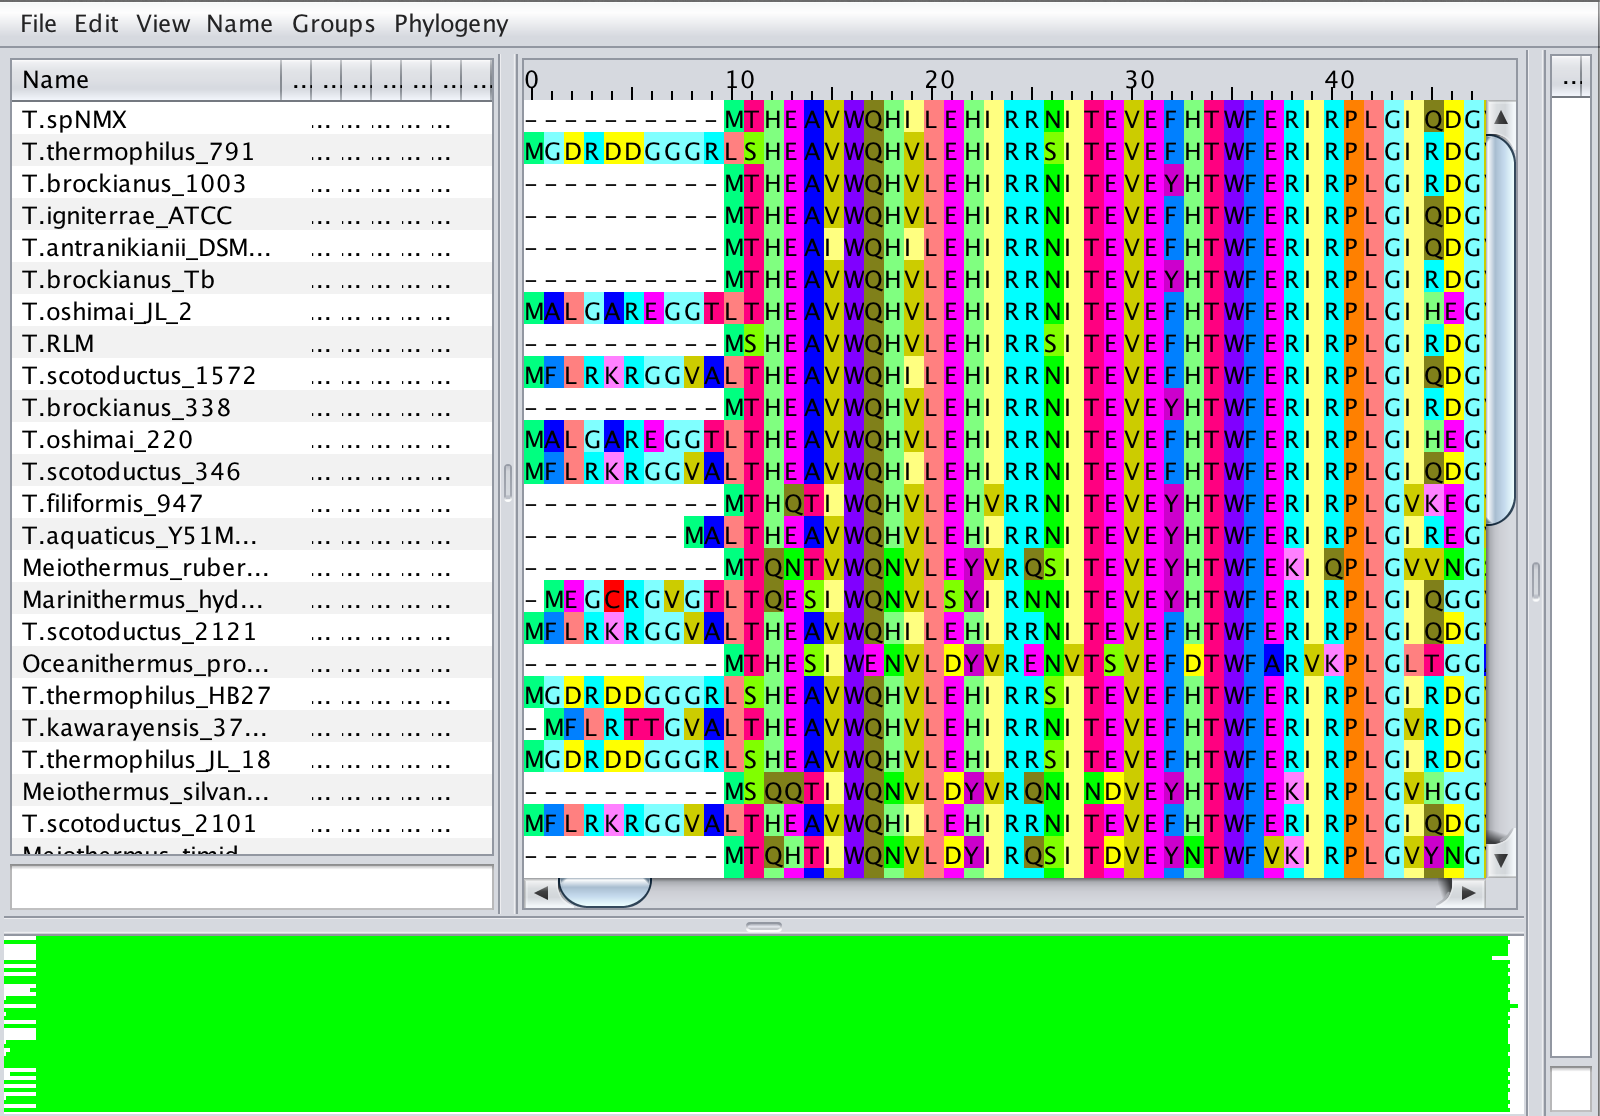 File Edit View Name Groups Phylogeny
Name ... ... ... ... ... ... ... 0 10 20 30 40 ...
T.spNMX ... ... ... ... ... ----------MTHEAVWQHILEHIRRNITEVEFHTWFERIRPLGIQDG
T.thermophilus_791 ... ... ... ... ... MGDRDDGGGRLSHEAVWQHVLEHIRRSITEVEFHTWFERIRPLGIRDG
T.brockianus_1003 ... ... ... ... ... ----------MTHEAVWQHVLEHIRRNITEVEYHTWFERIRPLGIRDG
T.igniterrae_ATCC ... ... ... ... ... ----------MTHEAVWQHVLEHIRRNITEVEFHTWFERIRPLGIQDG
T.antranikianii_DSM... ... ... ... ... ... ----------MTHEAIWQHILEHIRRNITEVEFHTWFERIRPLGIQDG
T.brockianus_Tb ... ... ... ... ... ----------MTHEAVWQHVLEHIRRNITEVEYHTWFERIRPLGIRDG
T.oshimai_JL_2 ... ... ... ... ... MALGAREGGTLTHEAVWQHVLEHIRRNITEVEFHTWFERIRPLGIHEG
T.RLM ... ... ... ... ... ----------MSHEAVWQHVLEHIRRSITEVEFHTWFERIRPLGIRDG
T.scotoductus_1572 ... ... ... ... ... MFLRKRGGVALTHEAVWQHILEHIRRNITEVEFHTWFERIRPLGIQDG
T.brockianus_338 ... ... ... ... ... ----------MTHEAVWQHVLEHIRRNITEVEYHTWFERIRPLGIRDG
T.oshimai_220 ... ... ... ... ... MALGAREGGTLTHEAVWQHVLEHIRRNITEVEFHTWFERIRPLGIHEG
T.scotoductus_346 ... ... ... ... ... MFLRKRGGVALTHEAVWQHILEHIRRNITEVEFHTWFERIRPLGIQDG
T.filiformis_947 ... ... ... ... ... ----------MTHQTIWQHVLEHVRRNITEVEYHTWFERIRPLGVKEG
T.aquaticus_Y51M... ... ... ... ... ... --------MALTHEAVWQHVLEHIRRNITEVEYHTWFERIRPLGIREG
Meiothermus_ruber... ... ... ... ... ... ----------MTQNTVWQNVLEYVRQSITEVEYHTWFEKIQPLGVVNG
Marinithermus_hyd... ... ... ... ... ... -MEGCRGVGTLTQESIWQNVLSYIRNNITEVEYHTWFERIRPLGIQGG
T.scotoductus_2121 ... ... ... ... ... MFLRKRGGVALTHEAVWQHILEHIRRNITEVEFHTWFERIRPLGIQDG
Oceanithermus_pro... ... ... ... ... ... ----------MTHESIWENVLDYVRENVTSVEFDTWFARVKPLGLTGG
T.thermophilus_HB27 ... ... ... ... ... MGDRDDGGGRLSHEAVWQHVLEHIRRSITEVEFHTWFERIRPLGIRDG
T.kawarayensis_37... ... ... ... ... ... -MFLRTTGVALTHEAVWQHVLEHIRRNITEVEFHTWFERIRPLGVRDG
T.thermophilus_JL_18 ... ... ... ... ... MGDRDDGGGRLSHEAVWQHVLEHIRRSITEVEFHTWFERIRPLGIRDG
Meiothermus_silvan... ... ... ... ... ... ----------MSQQTIWQNVLDYVRQNINDVEYHTWFEKIRPLGVHGG
T.scotoductus_2101 ... ... ... ... ... MFLRKRGGVALTHEAVWQHILEHIRRNITEVEFHTWFERIRPLGIQDG
Meiothermus_timid ----------MTQHTIWQNVLDYIRQSITDVEYNTWFVKIRPLGVYNG